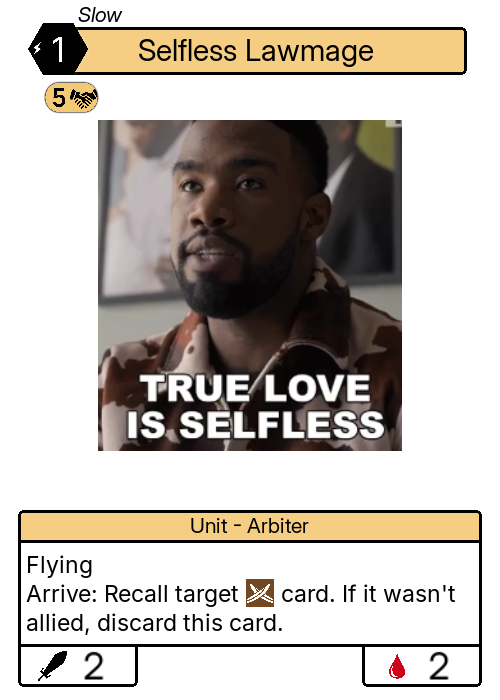 Slow
1
Selfless Lawmage
5
TRUE LOVE
IS SELFLESS
Unit - Arbiter
Flying
Arrive: Recall target card. If it wasn't
allied, discard this card.
2
2